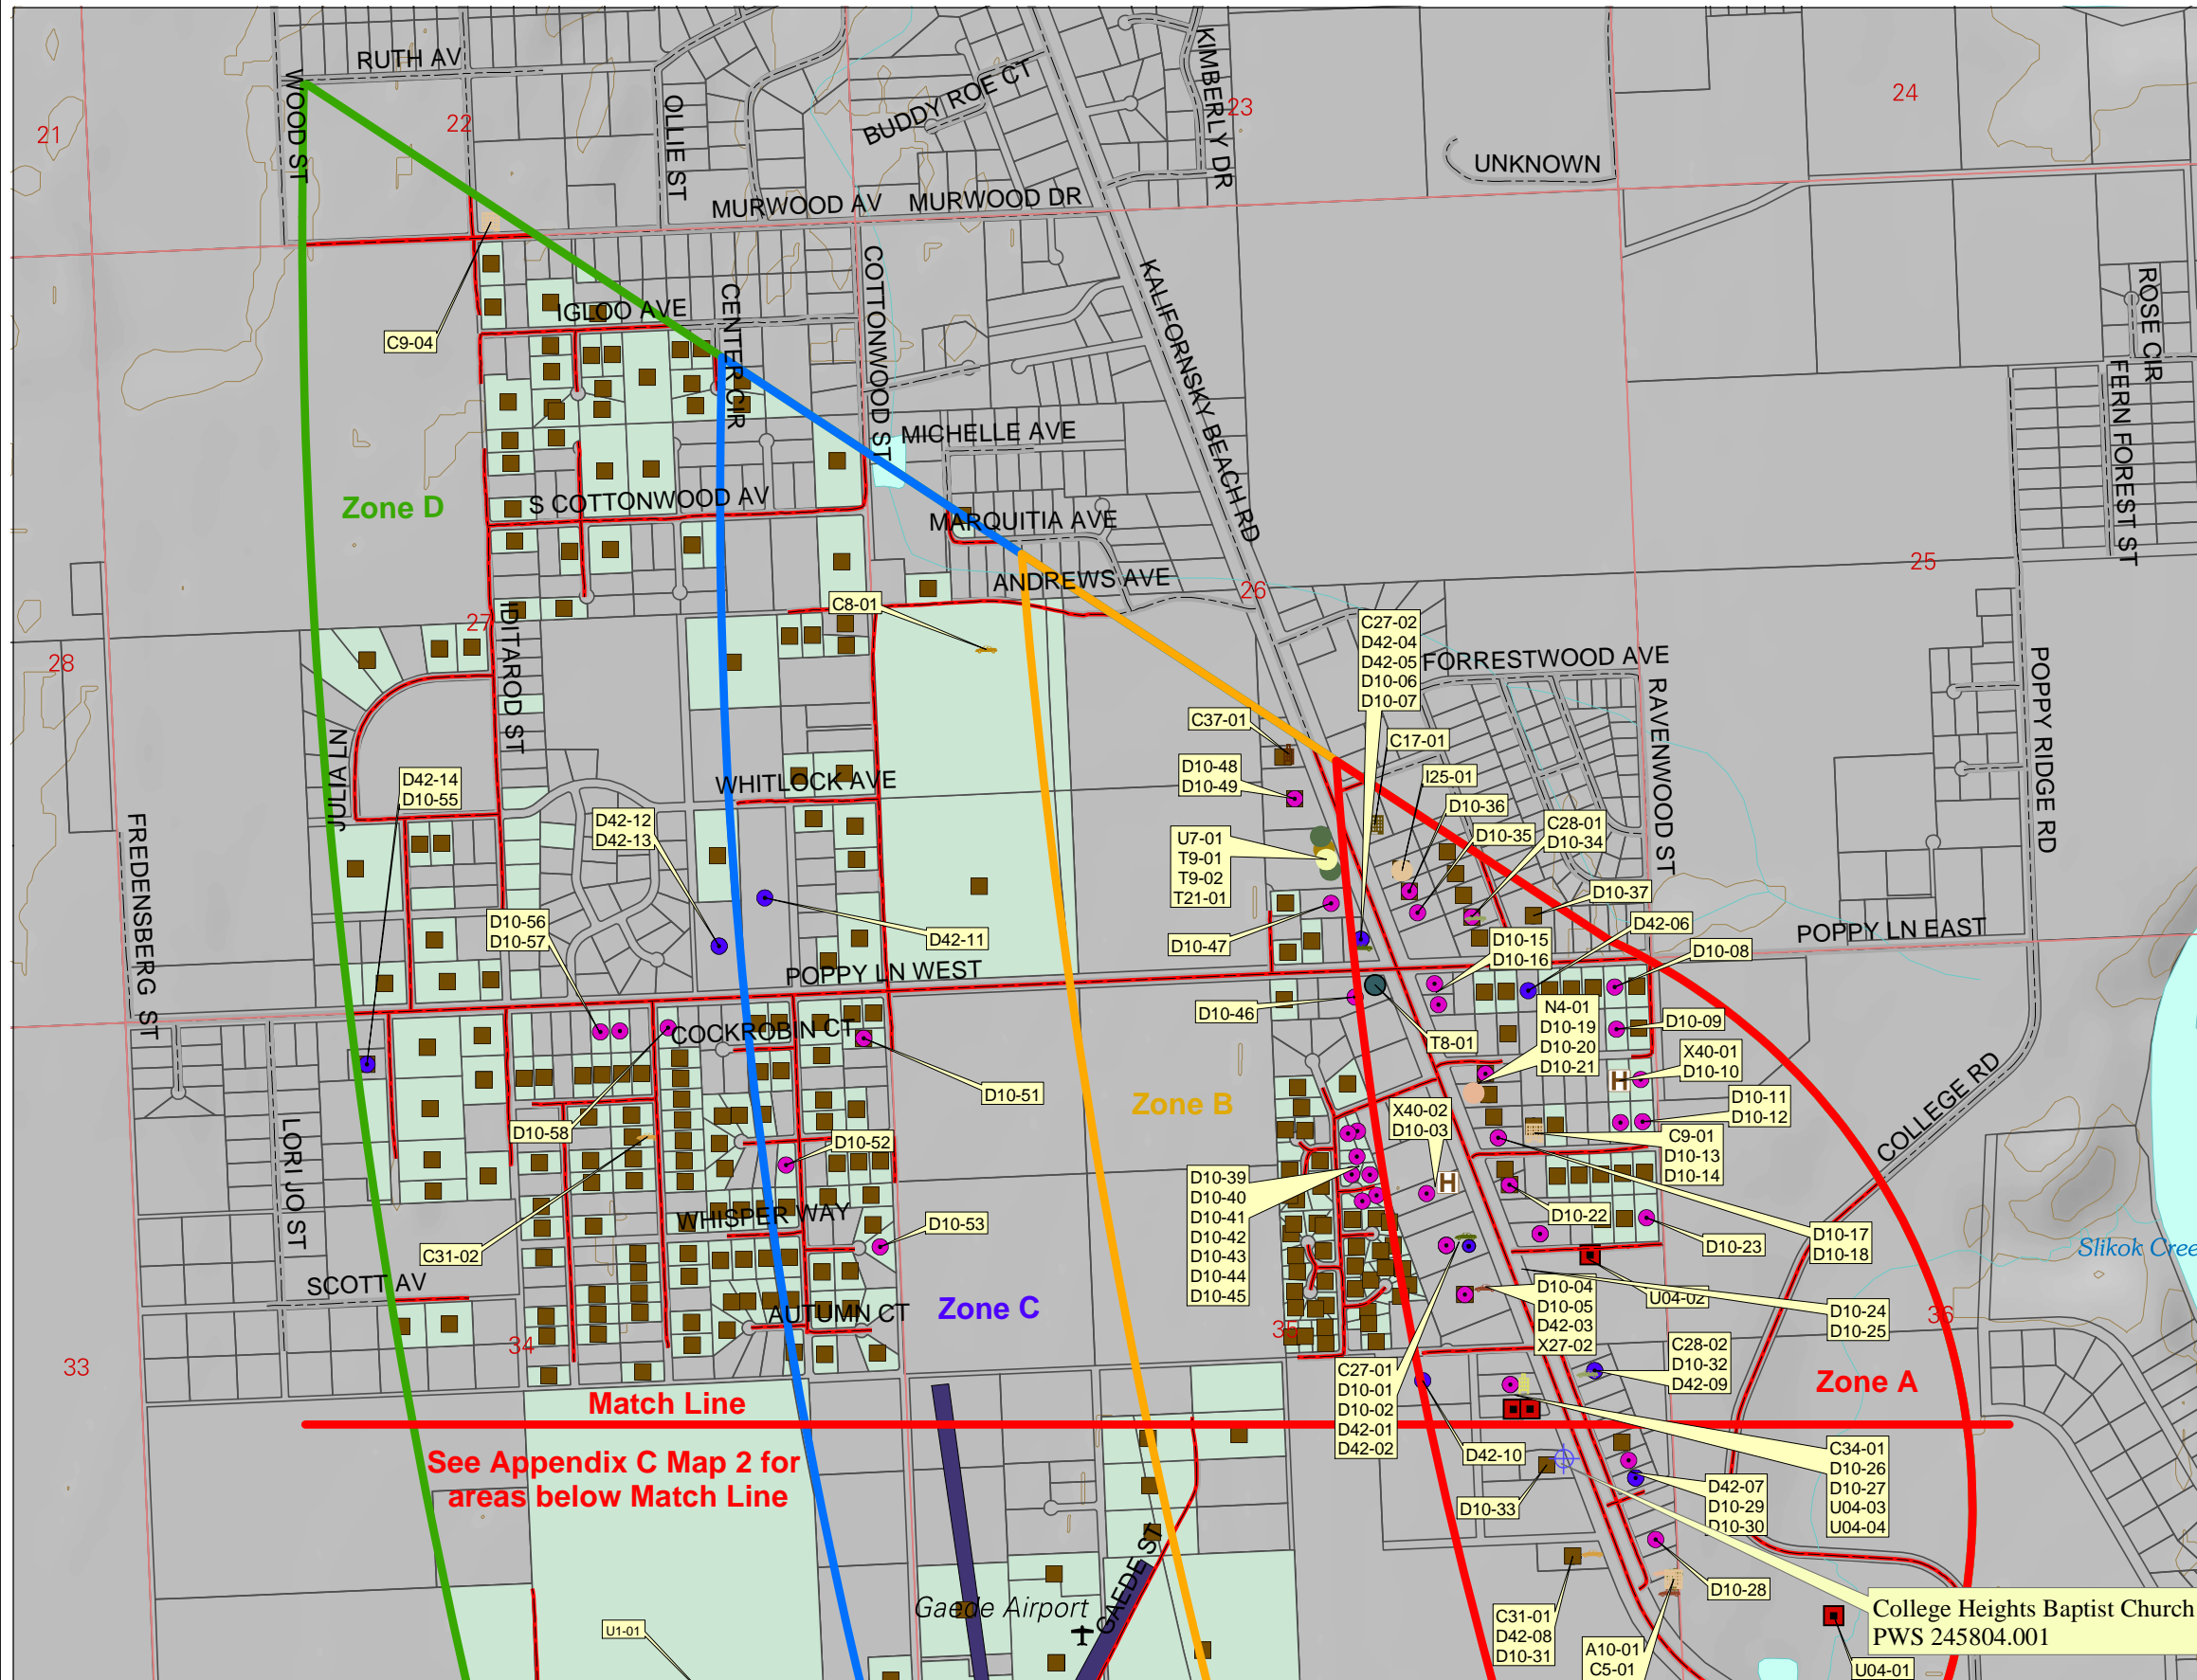 RUTH AV
WOOD ST
21
22
OLLIE ST
BUDDY ROE CT
KIMBERLY DR
23
24
UNKNOWN
MURWOOD AV
MURWOOD DR
C9-04
IGLOO AVE
CENTER CIR
COTTONWOOD ST
KALIFORNSKY BEACH RD
ROSE CIR
FERN FOREST ST
MICHELLE AVE
Zone D
S COTTONWOOD AV
MARQUITIA AVE
ANDREWS AVE
25
26
27
28
C8-01
IDITAROD ST
C27-02
D42-04
D42-05
D10-06
D10-07
FORRESTWOOD AVE
RAVENWOOD ST
POPPY RIDGE RD
C37-01
C17-01
D10-48
D10-49
I25-01
D10-36
D10-35
C28-01
D10-34
JULIA LN
D42-14
D10-55
WHITLOCK AVE
D42-12
D42-13
U7-01
T9-01
T9-02
T21-01
FREDENSBERG ST
D10-37
D10-56
D10-57
D42-11
D10-47
D10-15
D10-16
D42-06
D10-08
POPPY LN EAST
POPPY LN WEST
D10-46
N4-01
D10-19
D10-20
D10-21
D10-09
COCKROBIN CT
T8-01
X40-01
D10-10
D10-51
Zone B
D10-11
D10-12
COLLEGE RD
LORI JO ST
D10-58
D10-52
X40-02
D10-03
H
H
C9-01
D10-13
D10-14
D10-39
D10-40
D10-41
D10-42
D10-43
D10-44
D10-45
WHISPER WAY
D10-53
D10-22
D10-23
D10-17
D10-18
C31-02
Slikok Cree
SCOTT AV
D10-04
D10-05
D42-03
X27-02
U04-02
D10-24
D10-25
AUTUMN CT
Zone C
33
34
35
36
C28-02
D10-32
D42-09
C27-01
D10-01
D10-02
D42-01
D42-02
Zone A
Match Line
See Appendix C Map 2 for
areas below Match Line
D42-10
C34-01
D10-26
D10-27
U04-03
U04-04
D10-33
D42-07
D10-29
D10-30
GAEDE ST
Gaede Airport
D10-28
U1-01
C31-01
D42-08
D10-31
A10-01
C5-01
College Heights Baptist Church
PWS 245804.001
U04-01